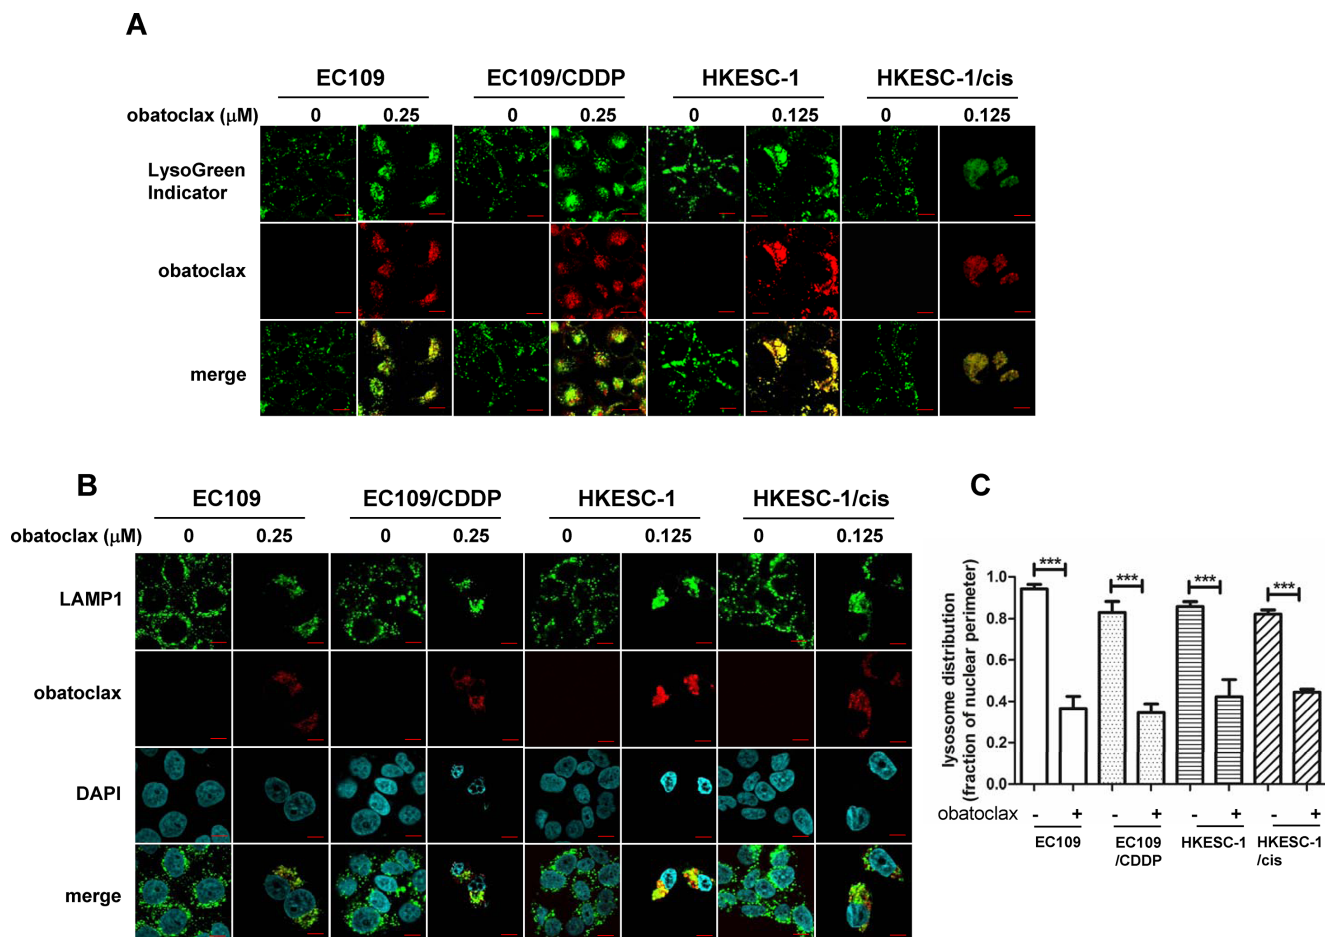 A
EC109 EC109/CDDP HKESC-1 HKESC-1/cis
obatoclax (µM) 0 0.25 0 0.25 0 0.125 0 0.125
LysoGreen
Indicator
obatoclax
merge
B
EC109 EC109/CDDP HKESC-1 HKESC-1/cis
obatoclax (µM) 0 0.25 0 0.25 0 0.125 0 0.125
LAMP1
obatoclax
DAPI
merge
C
lysosome distribution
(fraction of nuclear perimeter)
*** *** *** ***
1.0
0.8
0.6
0.4
0.2
0.0
obatoclax - + - + - + - +
EC109 EC109 HKESC-1 HKESC-1
/CDDP /cis